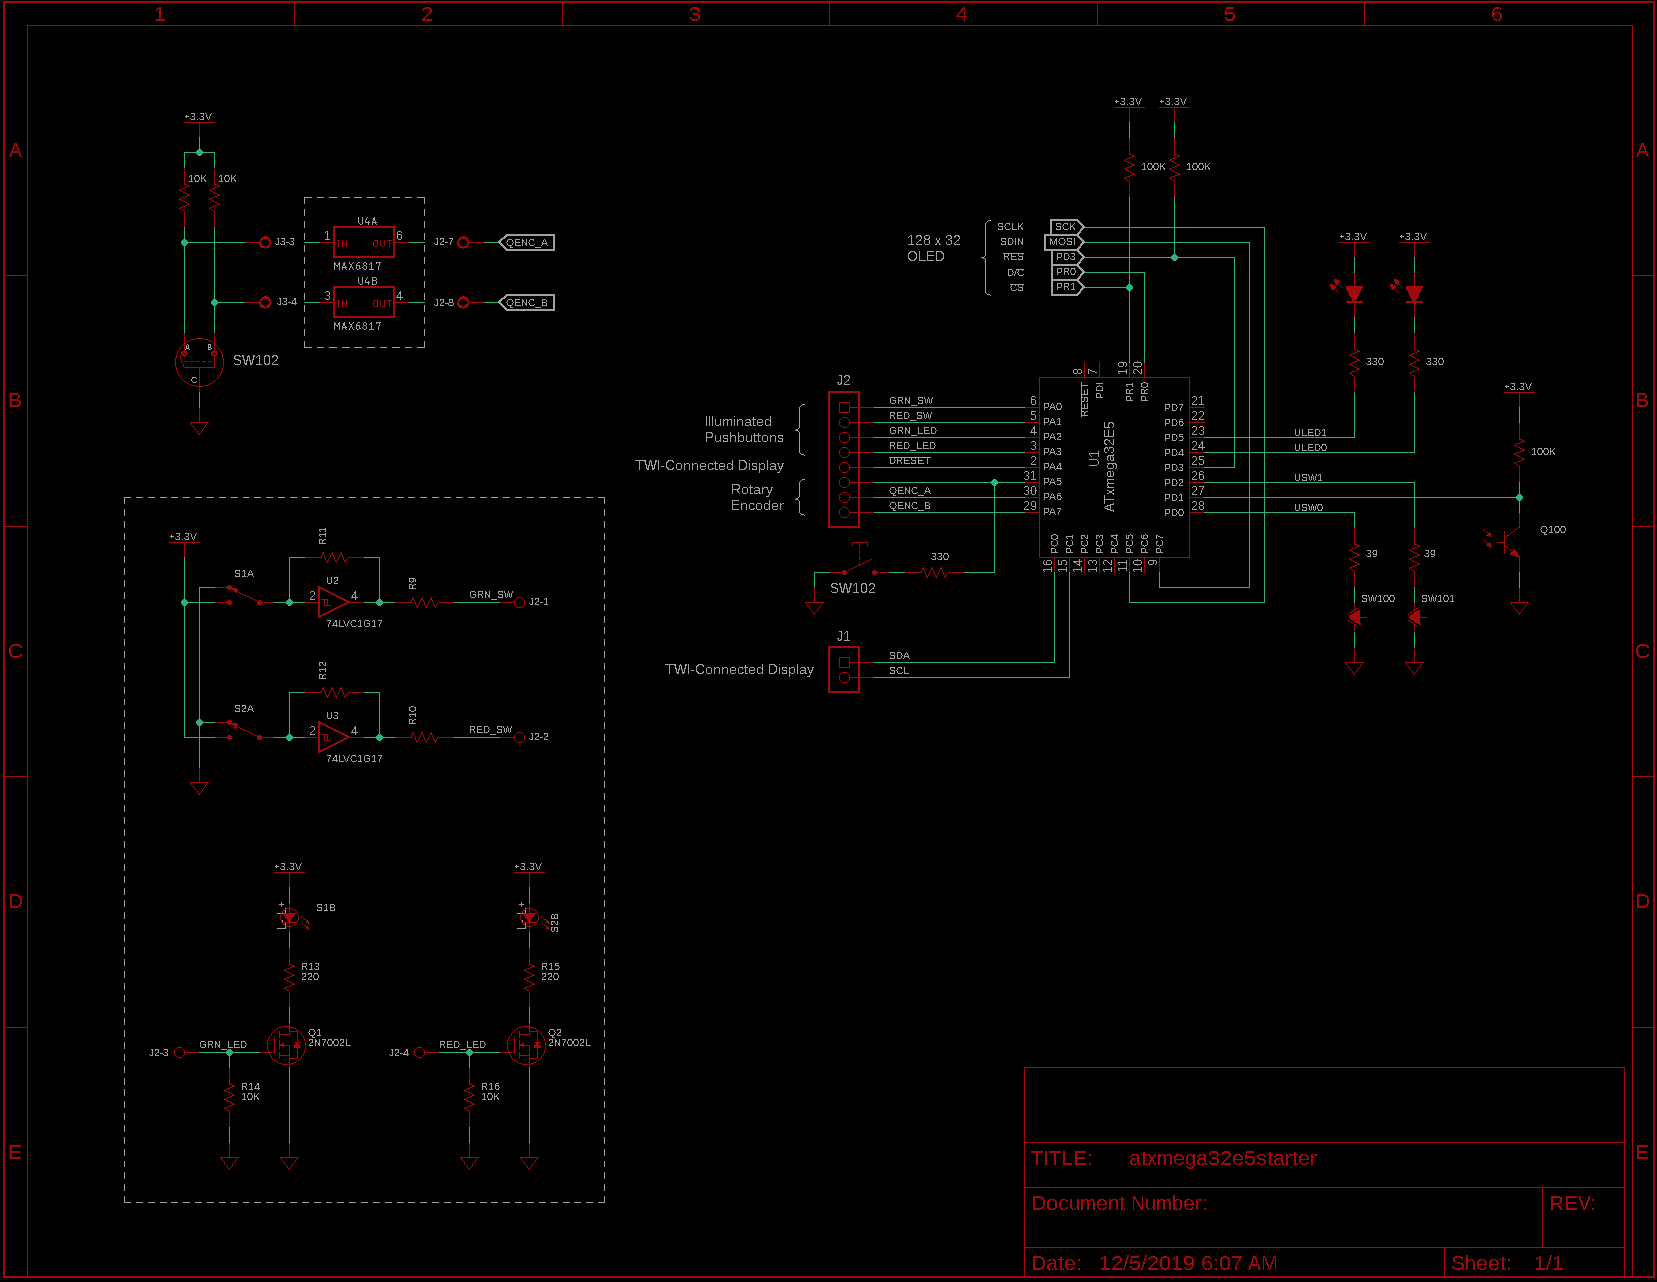 1 2 3 4 5 6
A A
B B
C C
D D
E E
+3.3V
10K 10K
J3-3
1 IN U4A OUT 6
MAX6817
J2-7
QENC_A
J3-4
3 IN U4B OUT 4
MAX6817
J2-8
QENC_B
A B
C
SW102
+3.3V +3.3V
100K 100K
128 x 32
OLED
SCLK SCK
SDIN MOSI
RES PD3
D/C PR0
CS PR1
J2
Illuminated
Pushbuttons
TWI-Connected Display
Rotary
Encoder
GRN_SW 6 PA0
RED_SW 5 PA1
GRN_LED 4 PA2
RED_LED 3 PA3
DRESET 2 PA4
31 PA5
QENC_A 30 PA6
QENC_B 29 PA7
8 7 19 20
RESET PDI PR1 PR0
U1
ATxmega32E5
PD7 21
PD6 22
PD5 23 ULED1
PD4 24 ULED0
PD3 25
PD2 26 USW1
PD1 27
PD0 28 USW0
PC0 PC1 PC2 PC3 PC4 PC5 PC6 PC7
16 15 14 13 12 11 10 9
+3.3V +3.3V
330 330
+3.3V
100K
Q100
39 39
SW100 SW101
330
SW102
J1
TWI-Connected Display
SDA
SCL
+3.3V
S1A
R11
U2
2 4
74LVC1G17
R9
GRN_SW
J2-1
S2A
R12
U3
2 4
74LVC1G17
R10
RED_SW
J2-2
+3.3V
S1B
R13
220
Q1
2N7002L
J2-3
GRN_LED
R14
10K
+3.3V
S2B
R15
220
Q2
2N7002L
J2-4
RED_LED
R16
10K
TITLE: atxmega32e5starter
Document Number:
REV:
Date: 12/5/2019 6:07 AM
Sheet: 1/1